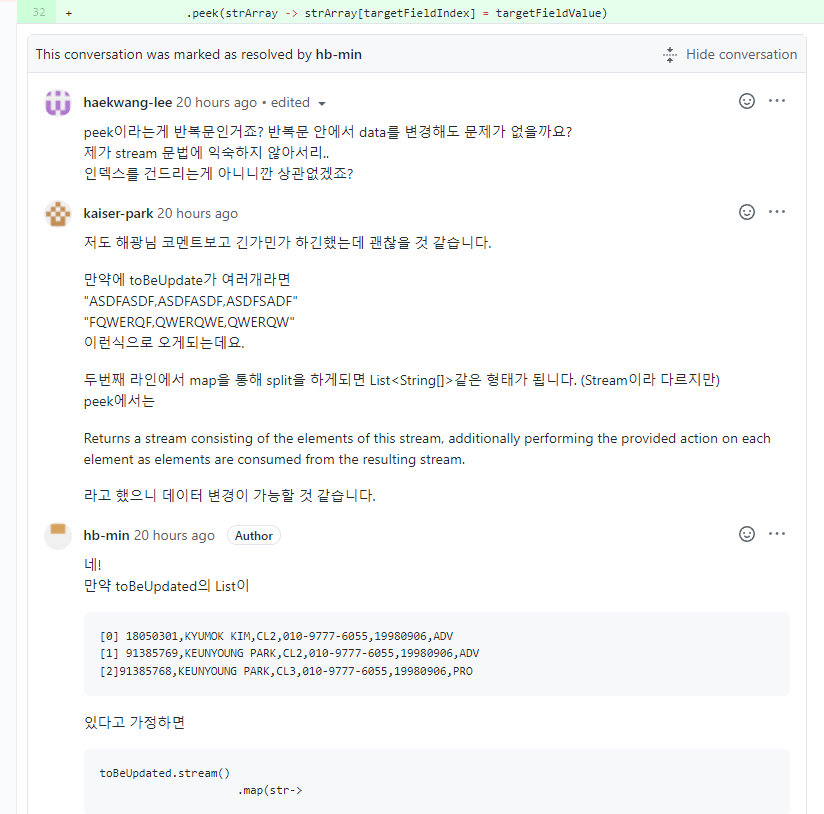 32 + .peek(strArray -> strArray[targetFieldIndex] = targetFieldValue)
This conversation was marked as resolved by hb-min Hide conversation
haekwang-lee 20 hours ago • edited
peek이라는게 반복문인거죠? 반복문 안에서 data를 변경해도 문제가 없을까요?
제가 stream 문법에 익숙하지 않아서리..
인덱스를 건드리는게 아니니깐 상관없겠죠?
kaiser-park 20 hours ago
저도 해광님 코멘트보고 긴가민가 하긴했는데 괜찮을 것 같습니다.
만약에 toBeUpdate가 여러개라면
"ASDFASDF,ASDFASDF,ASDFSADF"
"FQWERQF,QWERQWE,QWERQW"
이런식으로 오게되는데요.
두번째 라인에서 map을 통해 split을 하게되면 List<String[]>같은 형태가 됩니다. (Stream이라 다르지만)
peek에서는
Returns a stream consisting of the elements of this stream, additionally performing the provided action on each
element as elements are consumed from the resulting stream.
라고 했으니 데이터 변경이 가능할 것 같습니다.
hb-min 20 hours ago Author
네!
만약 toBeUpdated의 List이
[0] 18050301,KYUMOK KIM,CL2,010-9777-6055,19980906,ADV
[1] 91385769,KEUNYOUNG PARK,CL2,010-9777-6055,19980906,ADV
[2]91385768,KEUNYOUNG PARK,CL3,010-9777-6055,19980906,PRO
있다고 가정하면
toBeUpdated.stream()
.map(str->